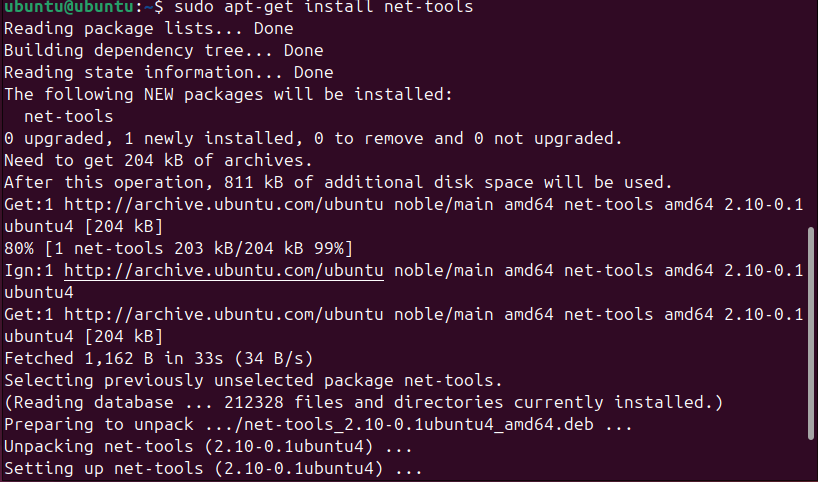 ubuntu@ubuntu:~$ sudo apt-get install net-tools
Reading package lists... Done
Building dependency tree... Done
Reading state information... Done
The following NEW packages will be installed:
  net-tools
0 upgraded, 1 newly installed, 0 to remove and 0 not upgraded.
Need to get 204 kB of archives.
After this operation, 811 kB of additional disk space will be used.
Get:1 http://archive.ubuntu.com/ubuntu noble/main amd64 net-tools amd64 2.10-0.1
ubuntu4 [204 kB]
80% [1 net-tools 203 kB/204 kB 99%]
Ign:1 http://archive.ubuntu.com/ubuntu noble/main amd64 net-tools amd64 2.10-0.1
ubuntu4
Get:1 http://archive.ubuntu.com/ubuntu noble/main amd64 net-tools amd64 2.10-0.1
ubuntu4 [204 kB]
Fetched 1,162 B in 33s (34 B/s)
Selecting previously unselected package net-tools.
(Reading database ... 212328 files and directories currently installed.)
Preparing to unpack .../net-tools_2.10-0.1ubuntu4_amd64.deb ...
Unpacking net-tools (2.10-0.1ubuntu4) ...
Setting up net-tools (2.10-0.1ubuntu4) ...